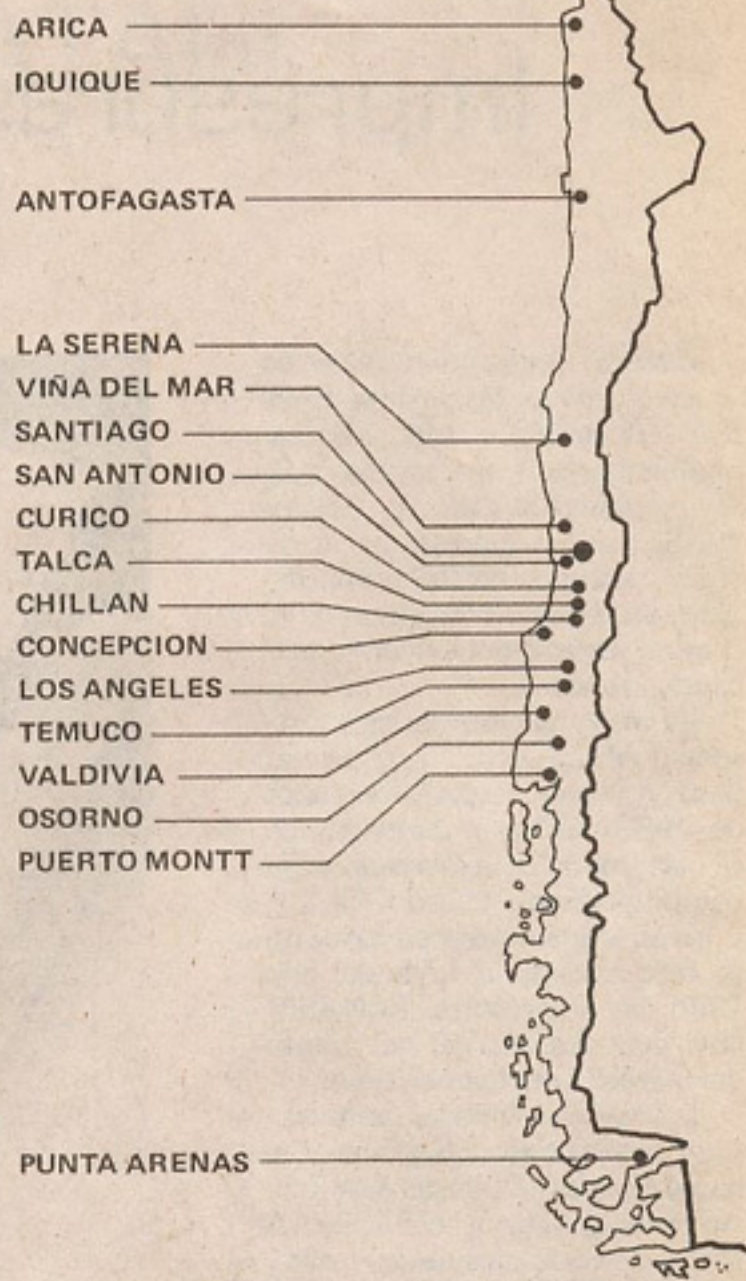 ARICA
IQUIQUE
ANTOFAGASTA
LA SERENA
VIÑA DEL MAR
SANTIAGO
SAN ANTONIO
CURICO
TALCA
CHILLAN
CONCEPCION
LOS ANGELES
TEMUCO
VALDIVIA
OSORNO
PUERTO MONTT
PUNTA ARENAS